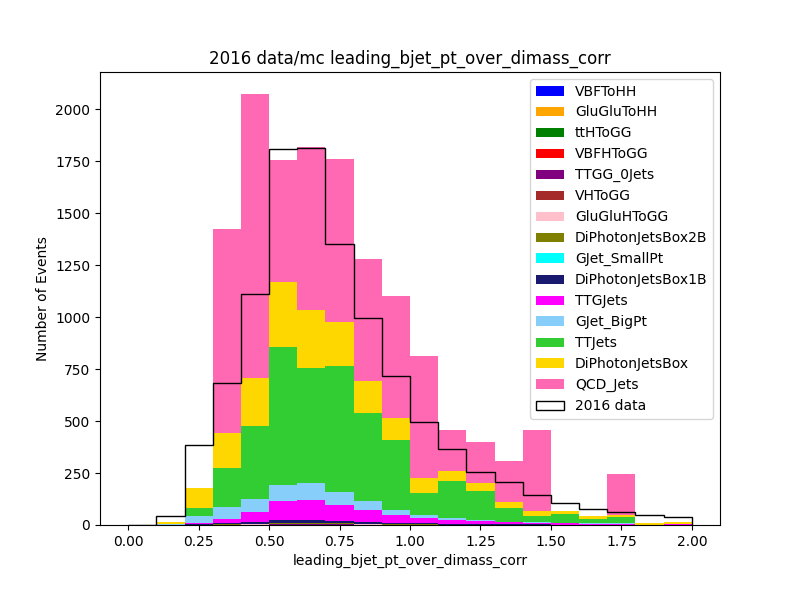 2016 data/mc leading_bjet_pt_over_dimass_corr
Number of Events
2000
1750
1500
1250
1000
750
500
250
0
0.00 0.25 0.50 0.75 1.00 1.25 1.50 1.75 2.00
leading_bjet_pt_over_dimass_corr
VBFToHH
GluGluToHH
ttHToGG
VBFHToGG
TTGG_0Jets
VHToGG
GluGluHToGG
DiPhotonJetsBox2B
GJet_SmallPt
DiPhotonJetsBox1B
TTGJets
GJet_BigPt
TTJets
DiPhotonJetsBox
QCD_Jets
2016 data